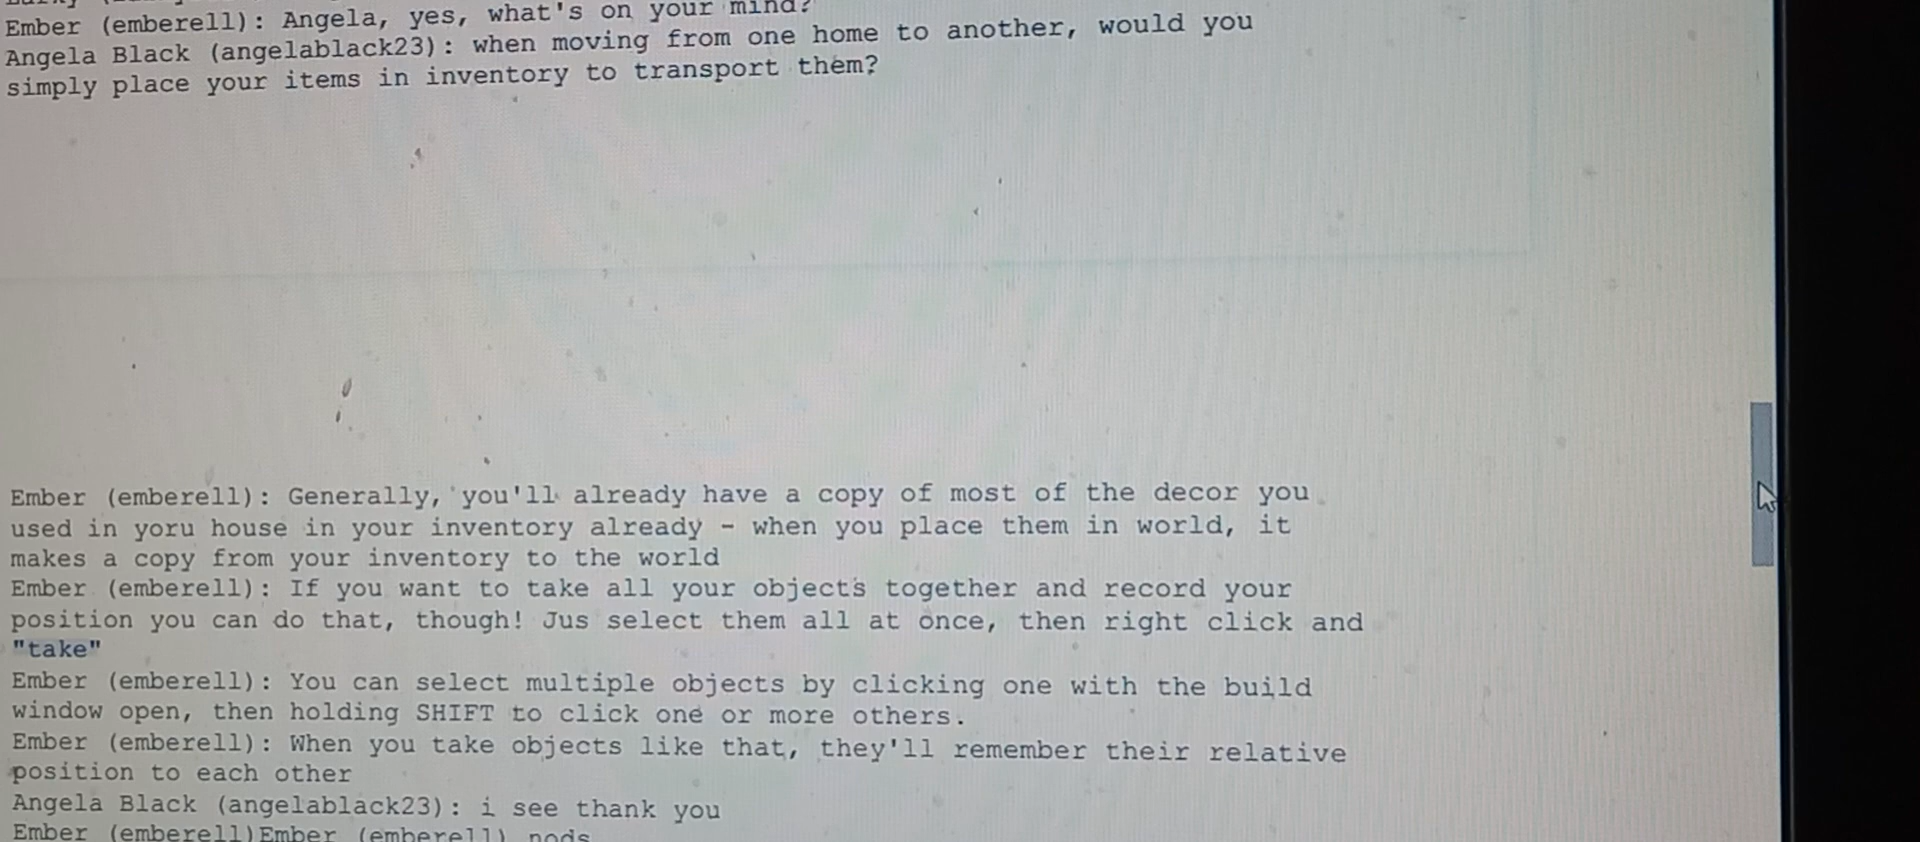 Ember (emberell): Angela, yes, what's on your mind?
Angela Black (angelablack23): when moving from one home to another, would you
simply place your items in inventory to transport them?
Ember (emberell): Generally, you'll already have a copy of most of the decor you
used in yoru house in your inventory already - when you place them in world, it
makes a copy from your inventory to the world
Ember (emberell): If you want to take all your objects together and record your
position you can do that, though! Jus select them all at once, then right click and
"take"
Ember (emberell): You can select multiple objects by clicking one with the build
window open, then holding SHIFT to click one or more others.
Ember (emberell): When you take objects like that, they'll remember their relative
position to each other
Angela Black (angelablack23): i see thank you
Ember (emberell)Ember (emberell) nods